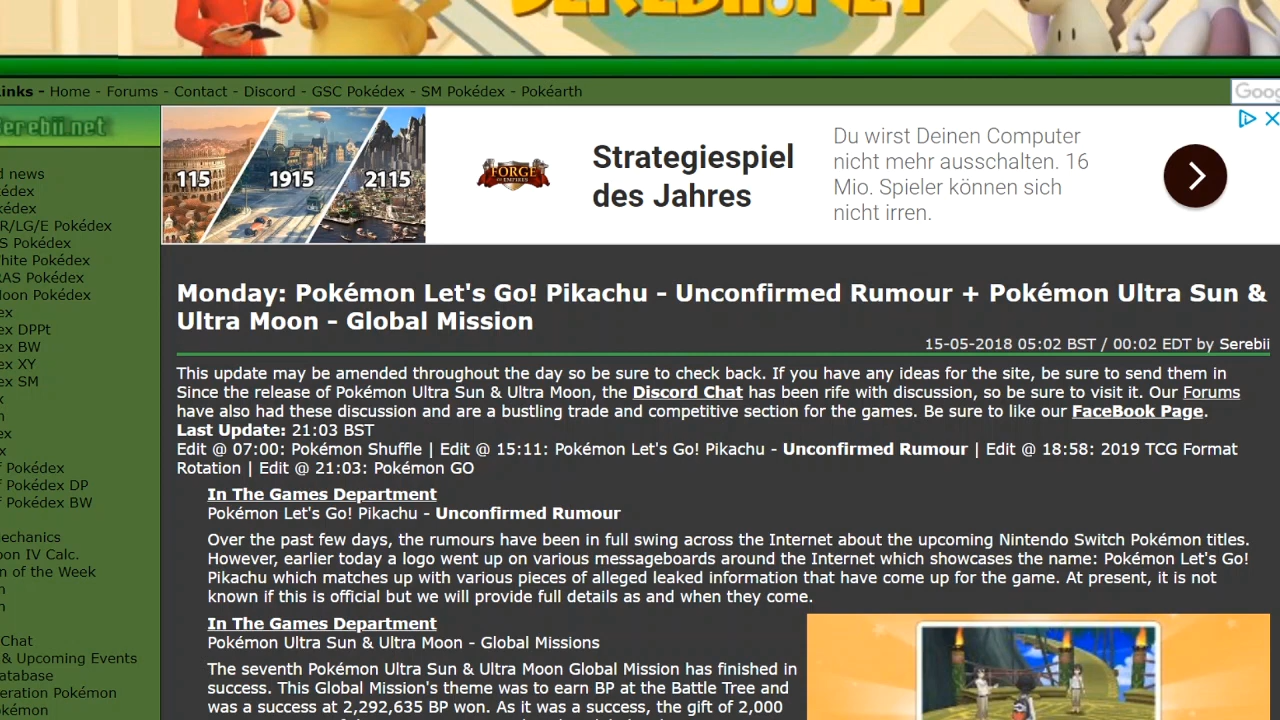 SEREBII.NET
Links - Home - Forums - Contact - Discord - GSC Pokédex - SM Pokédex - Pokéarth
Goog
Serebii.net
115
1915
2115
FORGE
OF EMPIRES
Strategiespiel
des Jahres
Du wirst Deinen Computer
nicht mehr ausschalten. 16
Mio. Spieler können sich
nicht irren.
d news
kédex
kédex
R/LG/E Pokédex
S Pokédex
hite Pokédex
RAS Pokédex
Moon Pokédex
ex
ex DPPt
ex BW
ex XY
ex SM
x
n
ex
x
f Pokédex
f Pokédex DP
f Pokédex BW
echanics
oon IV Calc.
n of the Week
n
n
Chat
& Upcoming Events
atabase
eration Pokémon
okémon
Monday: Pokémon Let's Go! Pikachu - Unconfirmed Rumour + Pokémon Ultra Sun &
Ultra Moon - Global Mission
15-05-2018 05:02 BST / 00:02 EDT by Serebii
This update may be amended throughout the day so be sure to check back. If you have any ideas for the site, be sure to send them in
Since the release of Pokémon Ultra Sun & Ultra Moon, the Discord Chat has been rife with discussion, so be sure to visit it. Our Forums
have also had these discussion and are a bustling trade and competitive section for the games. Be sure to like our FaceBook Page.
Last Update: 21:03 BST
Edit @ 07:00: Pokémon Shuffle | Edit @ 15:11: Pokémon Let's Go! Pikachu - Unconfirmed Rumour | Edit @ 18:58: 2019 TCG Format
Rotation | Edit @ 21:03: Pokémon GO
In The Games Department
Pokémon Let's Go! Pikachu - Unconfirmed Rumour
Over the past few days, the rumours have been in full swing across the Internet about the upcoming Nintendo Switch Pokémon titles.
However, earlier today a logo went up on various messageboards around the Internet which showcases the name: Pokémon Let's Go!
Pikachu which matches up with various pieces of alleged leaked information that have come up for the game. At present, it is not
known if this is official but we will provide full details as and when they come.
In The Games Department
Pokémon Ultra Sun & Ultra Moon - Global Missions
The seventh Pokémon Ultra Sun & Ultra Moon Global Mission has finished in
success. This Global Mission's theme was to earn BP at the Battle Tree and
was a success at 2,292,635 BP won. As it was a success, the gift of 2,000